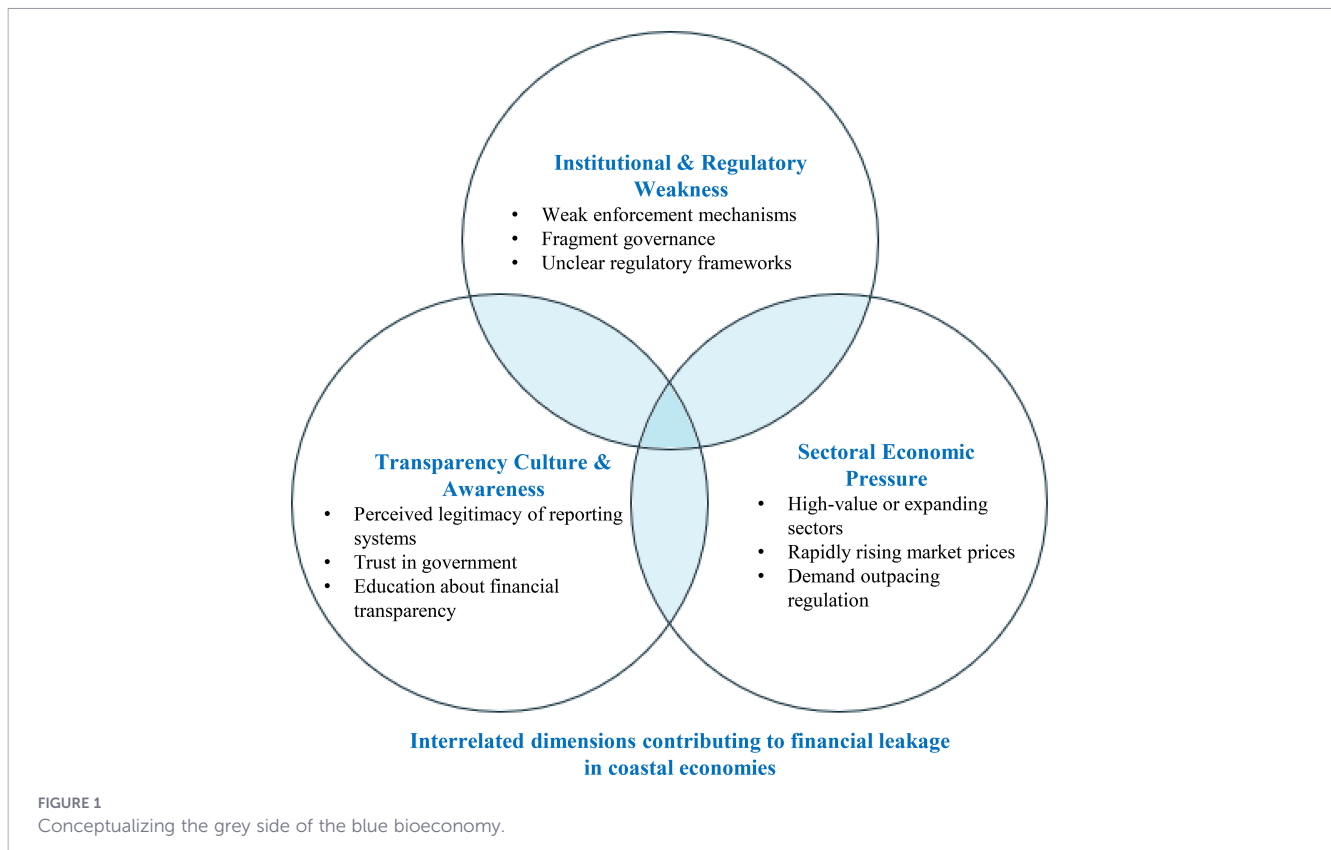 Institutional & Regulatory
Weakness
• Weak enforcement mechanisms
• Fragment governance
• Unclear regulatory frameworks
Transparency Culture &
Awareness
• Perceived legitimacy of reporting
systems
• Trust in government
• Education about financial
transparency
Sectoral Economic
Pressure
• High-value or expanding
sectors
• Rapidly rising market prices
• Demand outpacing
regulation
Interrelated dimensions contributing to financial leakage
in coastal economies
FIGURE 1
Conceptualizing the grey side of the blue bioeconomy.